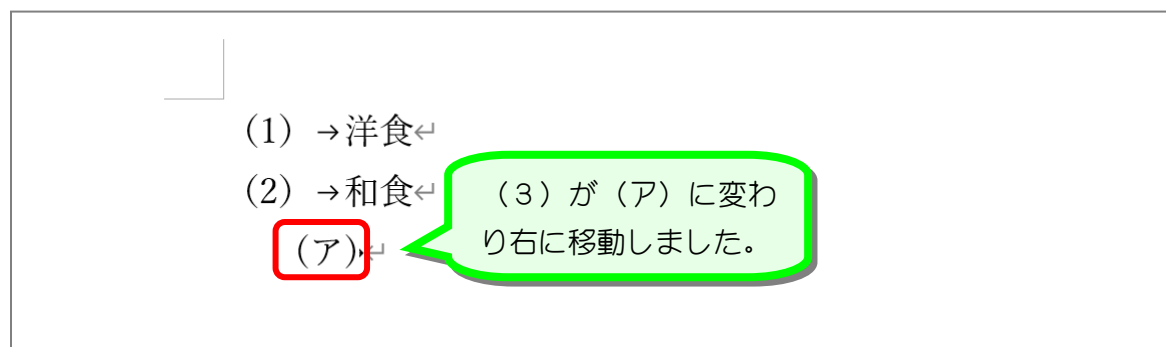 （1）→洋食↵
（2）→和食↵
（ア）↵
（３）が（ア）に変わ
り右に移動しました。